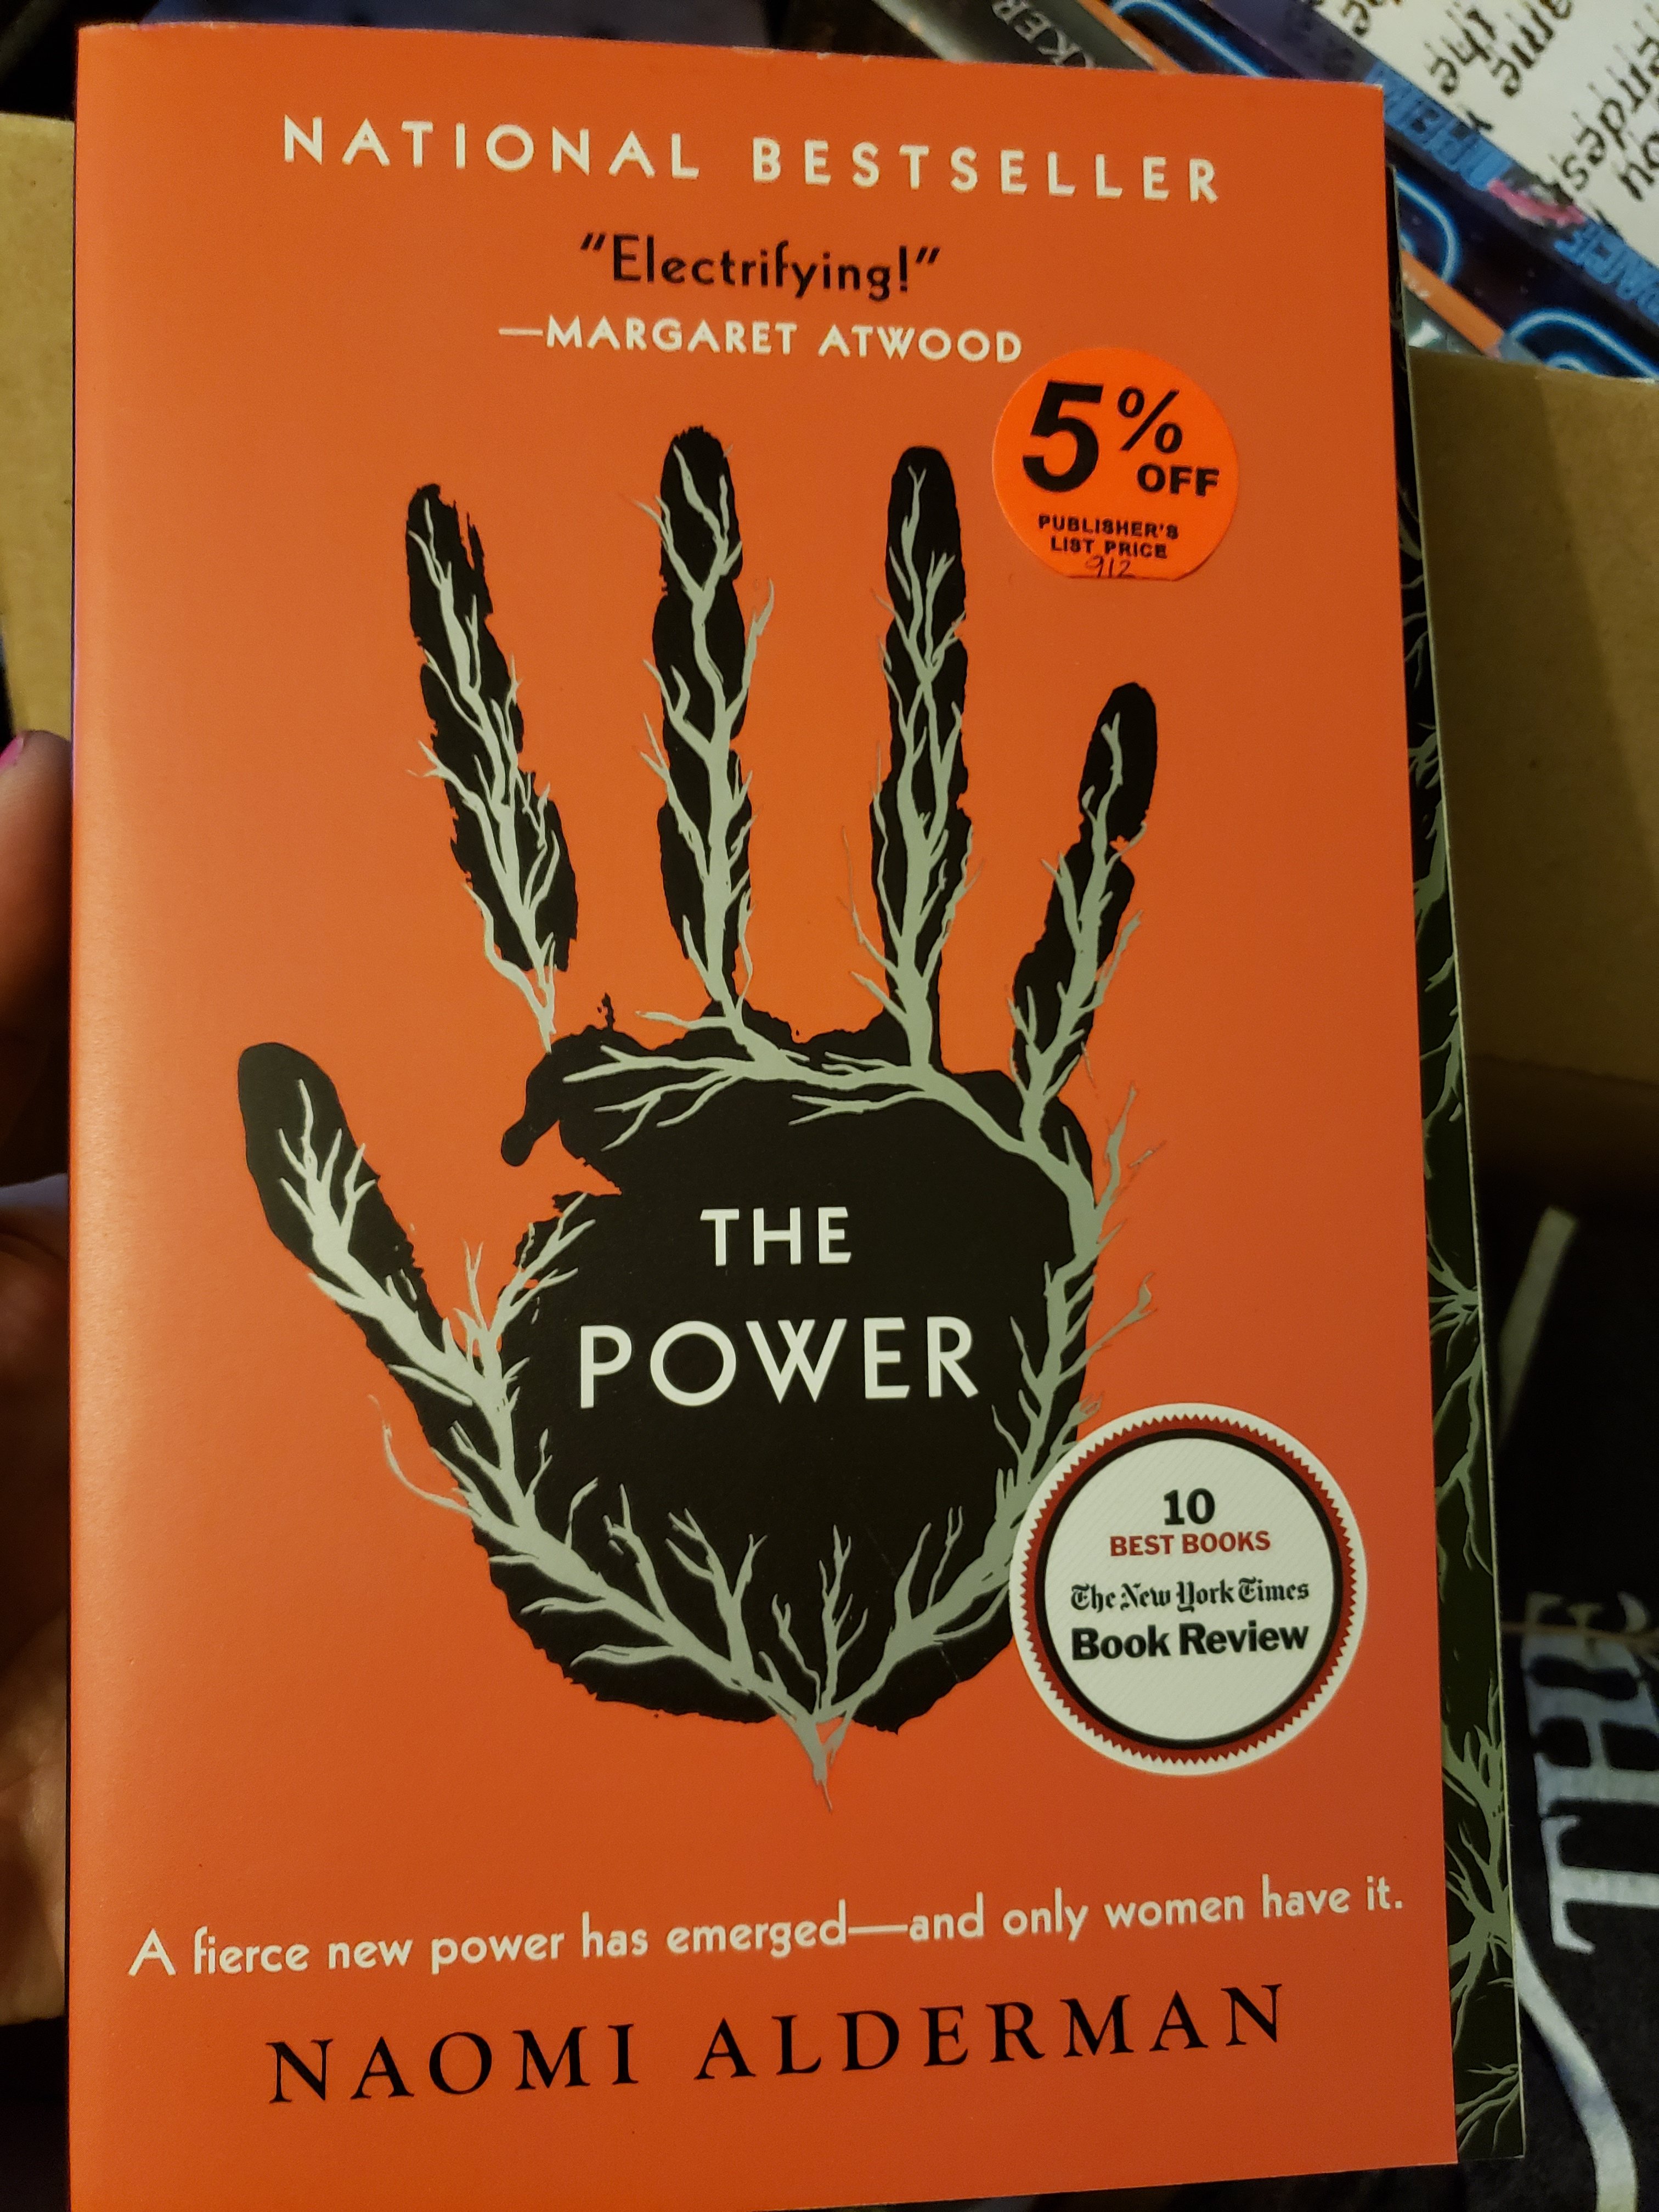 NATIONAL BESTSELLER
“Electrifying!”
—MARGARET ATWOOD
5%
OFF
PUBLISHER'S
LIST PRICE
912
THE
POWER
10
BEST BOOKS
The New York Times
Book Review
A fierce new power has emerged—and only women have it.
NAOMI ALDERMAN
the